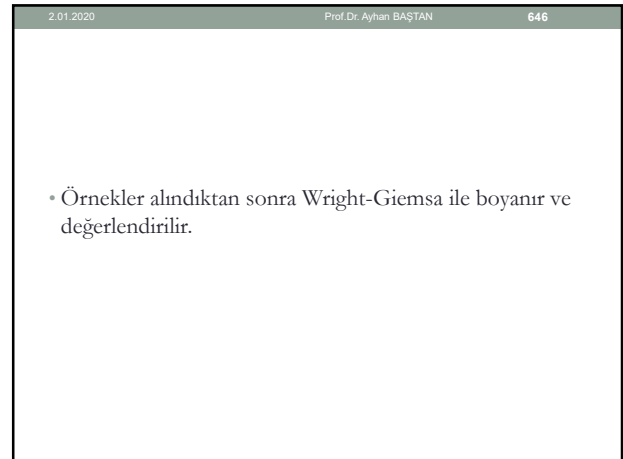 2.01.2020 Prof.Dr. Ayhan BAŞTAN 646
• Örnekler alındıktan sonra Wright-Giemsa ile boyanır ve
değerlendirilir.